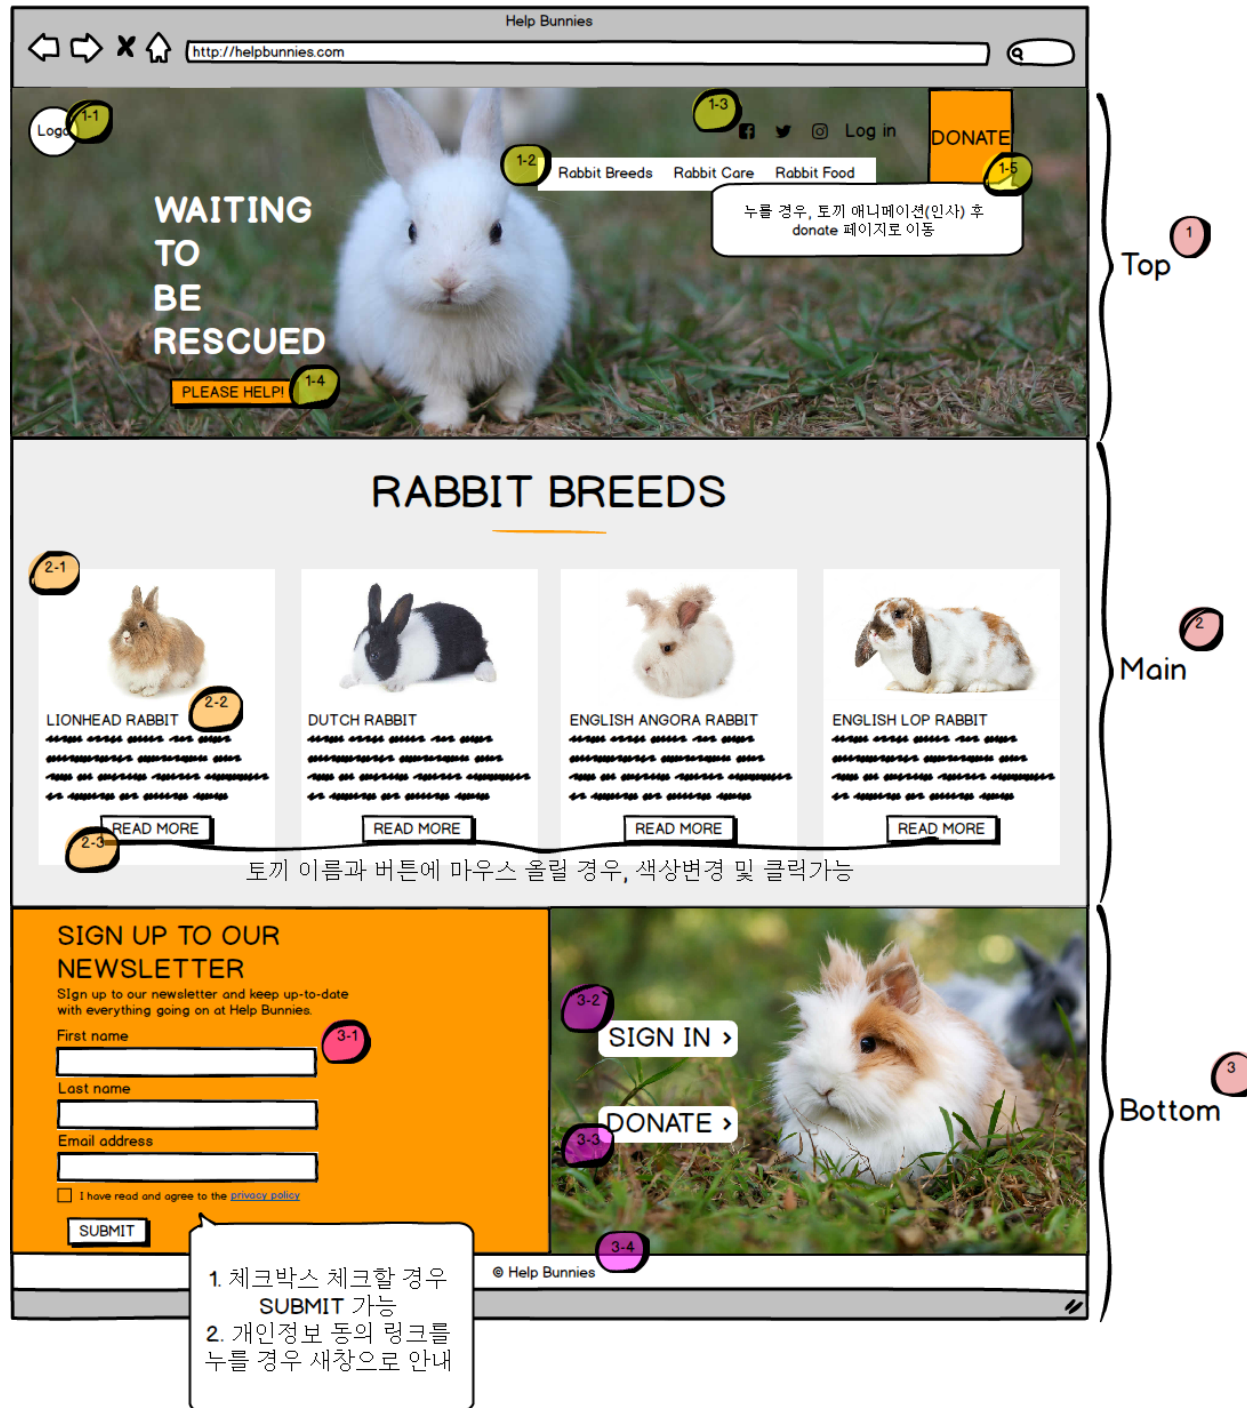 Help Bunnies
http://helpbunnies.com
Logo
1-1
1-3
Log in
DONATE
1-2
Rabbit Breeds Rabbit Care Rabbit Food
1-5
누를 경우, 토끼 애니메이션(인사) 후
donate 페이지로 이동
WAITING
TO
BE
RESCUED
PLEASE HELP!
1-4
Top
1
RABBIT BREEDS
2-1
2-2
LIONHEAD RABBIT
DUTCH RABBIT
ENGLISH ANGORA RABBIT
ENGLISH LOP RABBIT
READ MORE
READ MORE
READ MORE
READ MORE
2-3
토끼 이름과 버튼에 마우스 올릴 경우, 색상변경 및 클릭가능
Main
2
SIGN UP TO OUR
NEWSLETTER
SIgn up to our newsletter and keep up-to-date
with everything going on at Help Bunnies.
First name
3-1
Last name
Email address
I have read and agree to the privacy policy
SUBMIT
1. 체크박스 체크할 경우
SUBMIT 가능
2. 개인정보 동의 링크를
누를 경우 새창으로 안내
3-2
SIGN IN >
DONATE >
3-3
3-4
© Help Bunnies
Bottom
3